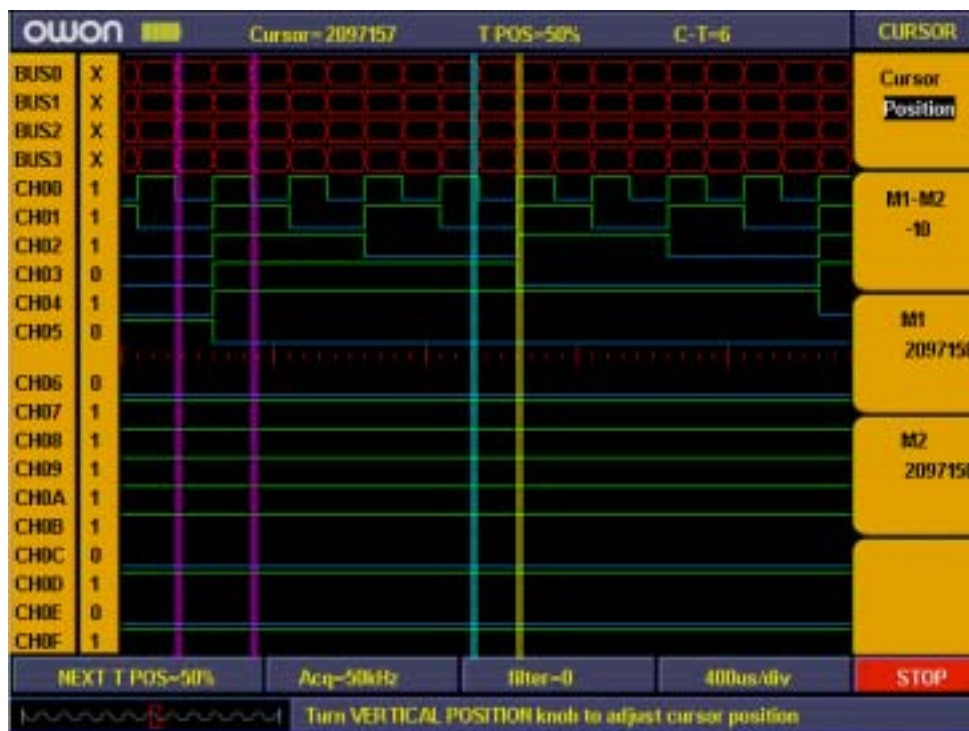 owon Cursor=2097157 T POS=50% C-T=6 CURSOR
BUS0 X
BUS1 X
BUS2 X
BUS3 X
CH00 1
CH01 1
CH02 1
CH03 0
CH04 1
CH05 0
CH06 0
CH07 1
CH08 1
CH09 1
CH0A 1
CH0B 1
CH0C 0
CH0D 1
CH0E 0
CH0F 1
Cursor
Position
M1-M2
-10
M1
M2
NEXT T POS=50% Acq=50kHz filter=0 400us/div STOP
Turn VERTICAL POSITION knob to adjust cursor position